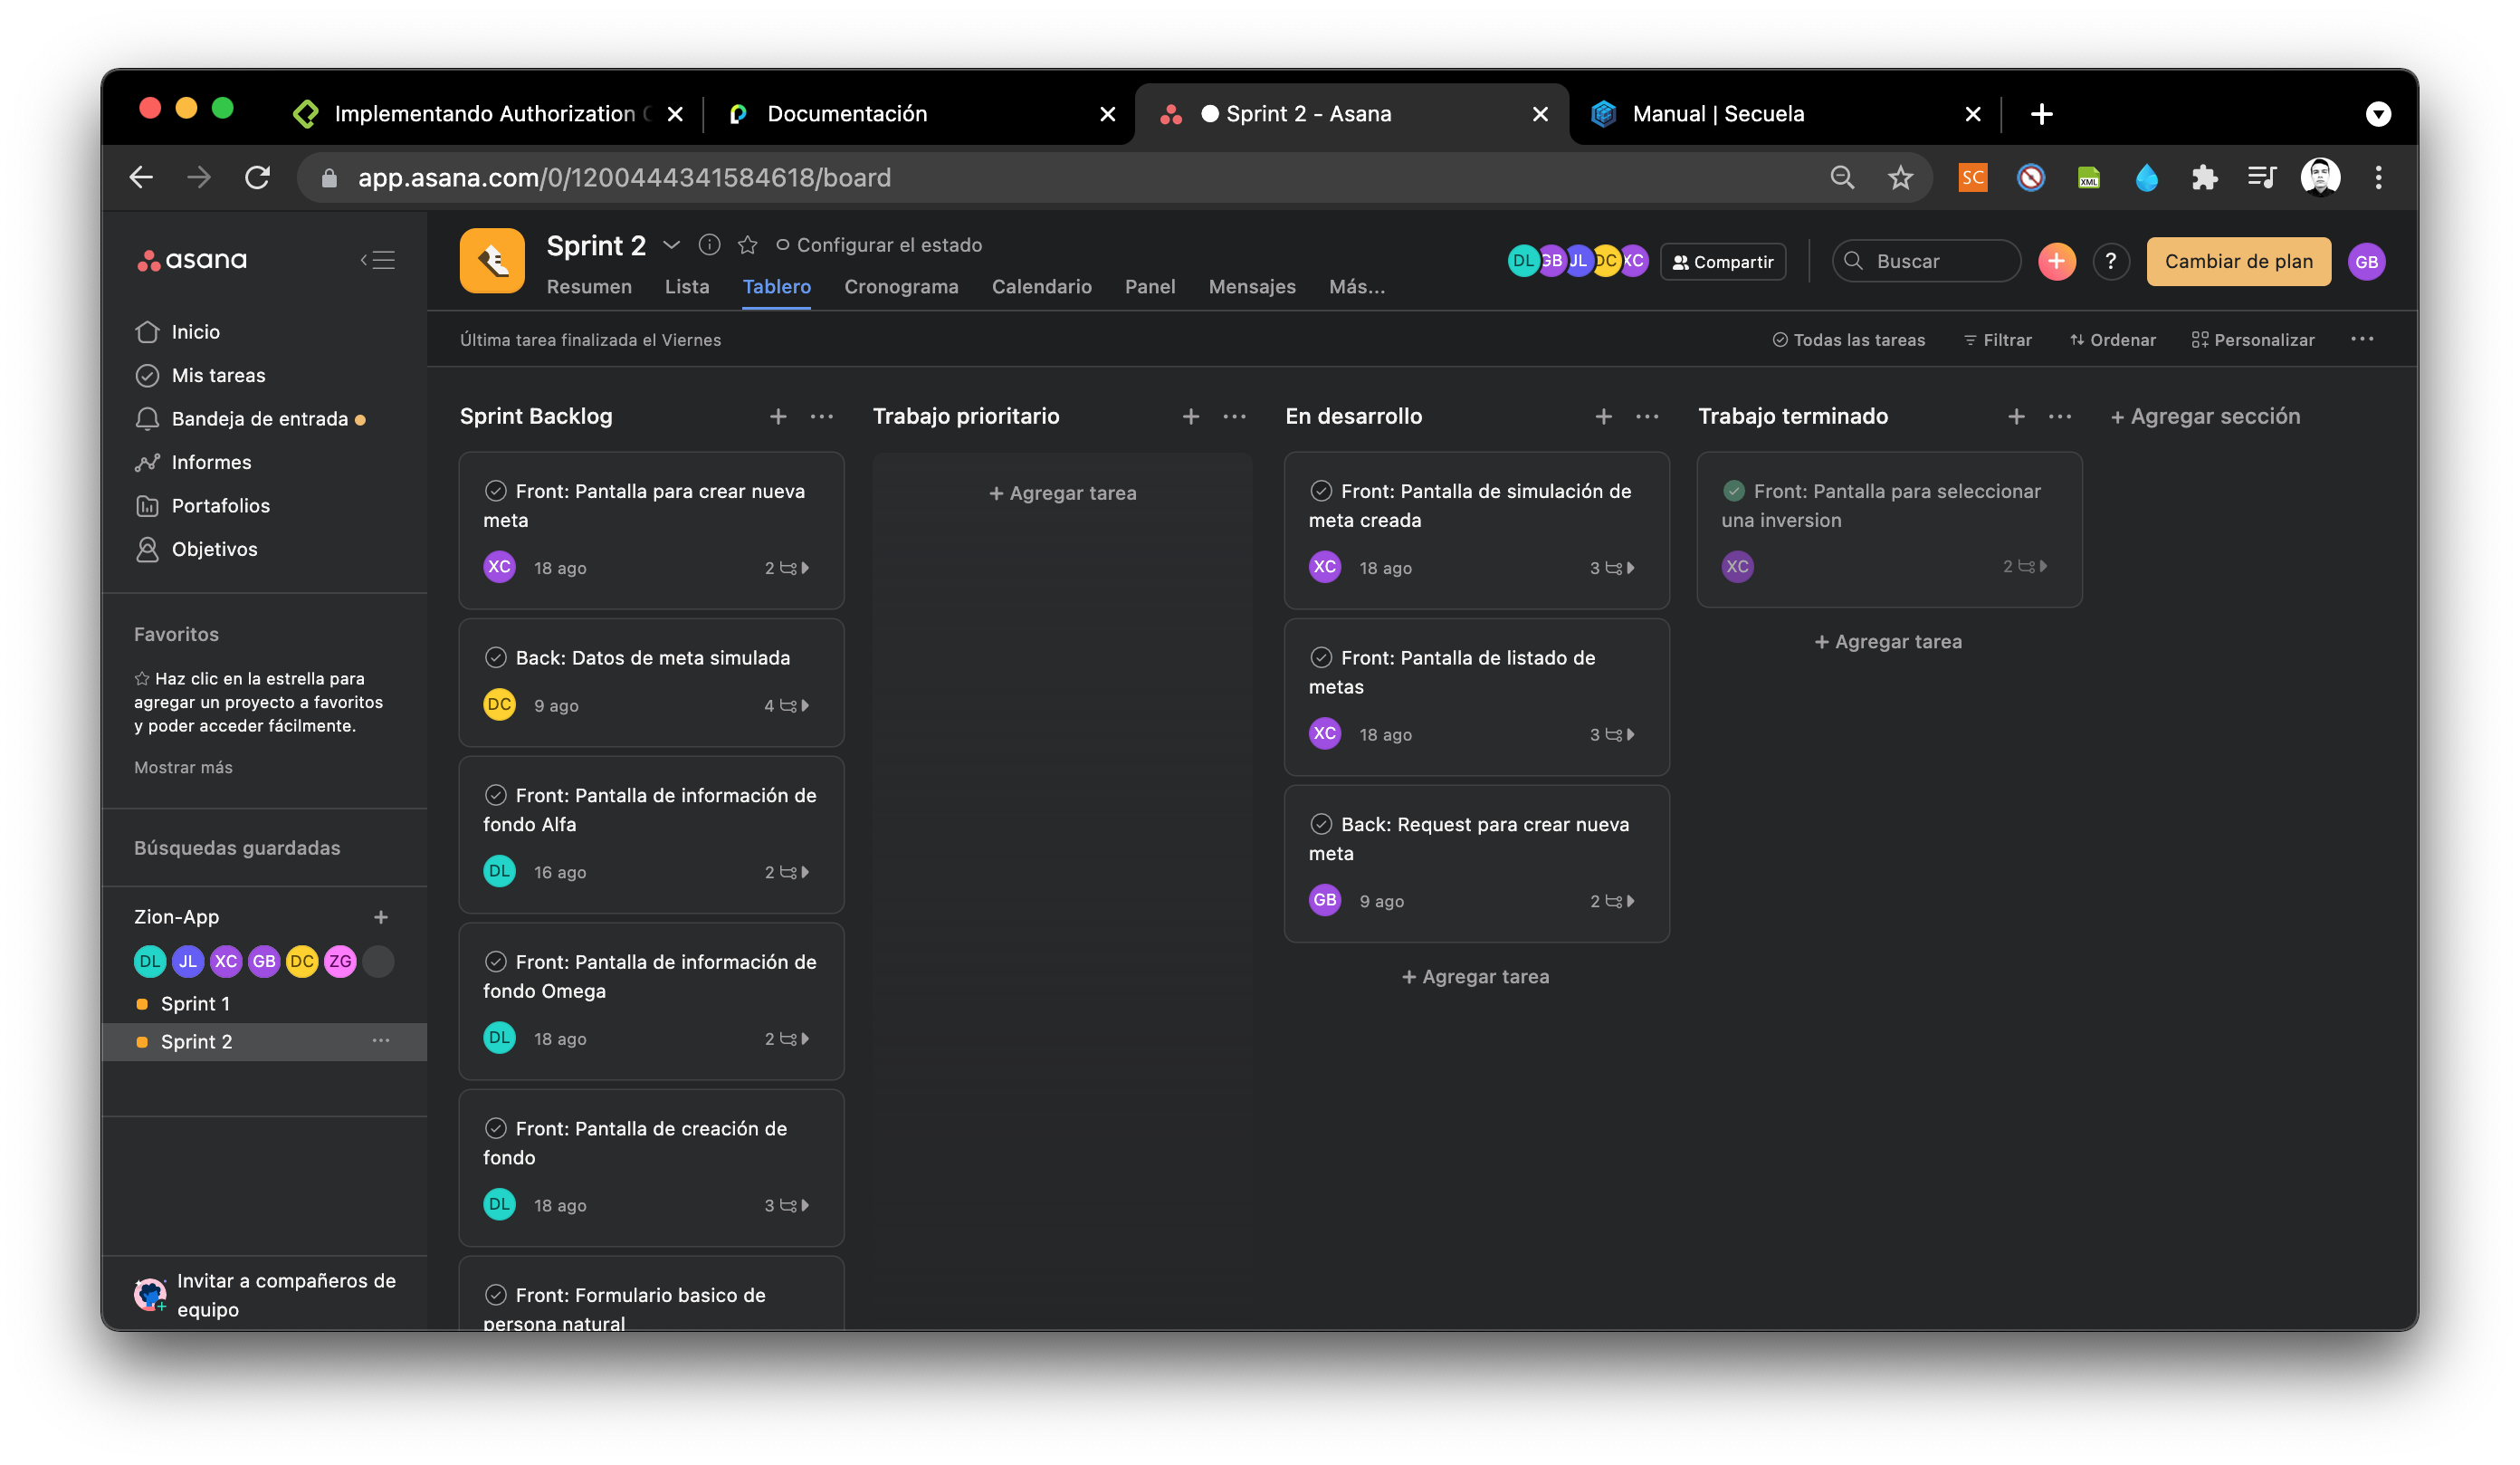 Implementando Authorization
Documentación
Sprint 2 - Asana
Manual | Secuela
app.asana.com/0/1200444341584618/board
SC
XML
asana
Inicio
Mis tareas
Bandeja de entrada
Informes
Portafolios
Objetivos
Favoritos
Haz clic en la estrella para
agregar un proyecto a favoritos
y poder acceder fácilmente.
Mostrar más
Búsquedas guardadas
Zion-App
DL JL XC GB DC ZG
Sprint 1
Sprint 2
Invitar a compañeros de
equipo
Sprint 2
Configurar el estado
Resumen Lista Tablero Cronograma Calendario Panel Mensajes Más...
DL GB JL DC XC
Compartir
Buscar
?
Cambiar de plan
GB
Última tarea finalizada el Viernes
Todas las tareas
Filtrar
Ordenar
Personalizar
Sprint Backlog
Front: Pantalla para crear nueva
meta
XC 18 ago 2
Back: Datos de meta simulada
DC 9 ago 4
Front: Pantalla de información de
fondo Alfa
DL 16 ago 2
Front: Pantalla de información de
fondo Omega
DL 18 ago 2
Front: Pantalla de creación de
fondo
DL 18 ago 3
Front: Formulario basico de
persona natural
Trabajo prioritario
+ Agregar tarea
En desarrollo
Front: Pantalla de simulación de
meta creada
XC 18 ago 3
Front: Pantalla de listado de
metas
XC 18 ago 3
Back: Request para crear nueva
meta
GB 9 ago 2
+ Agregar tarea
Trabajo terminado
Front: Pantalla para seleccionar
una inversion
XC 2
+ Agregar tarea
+ Agregar sección